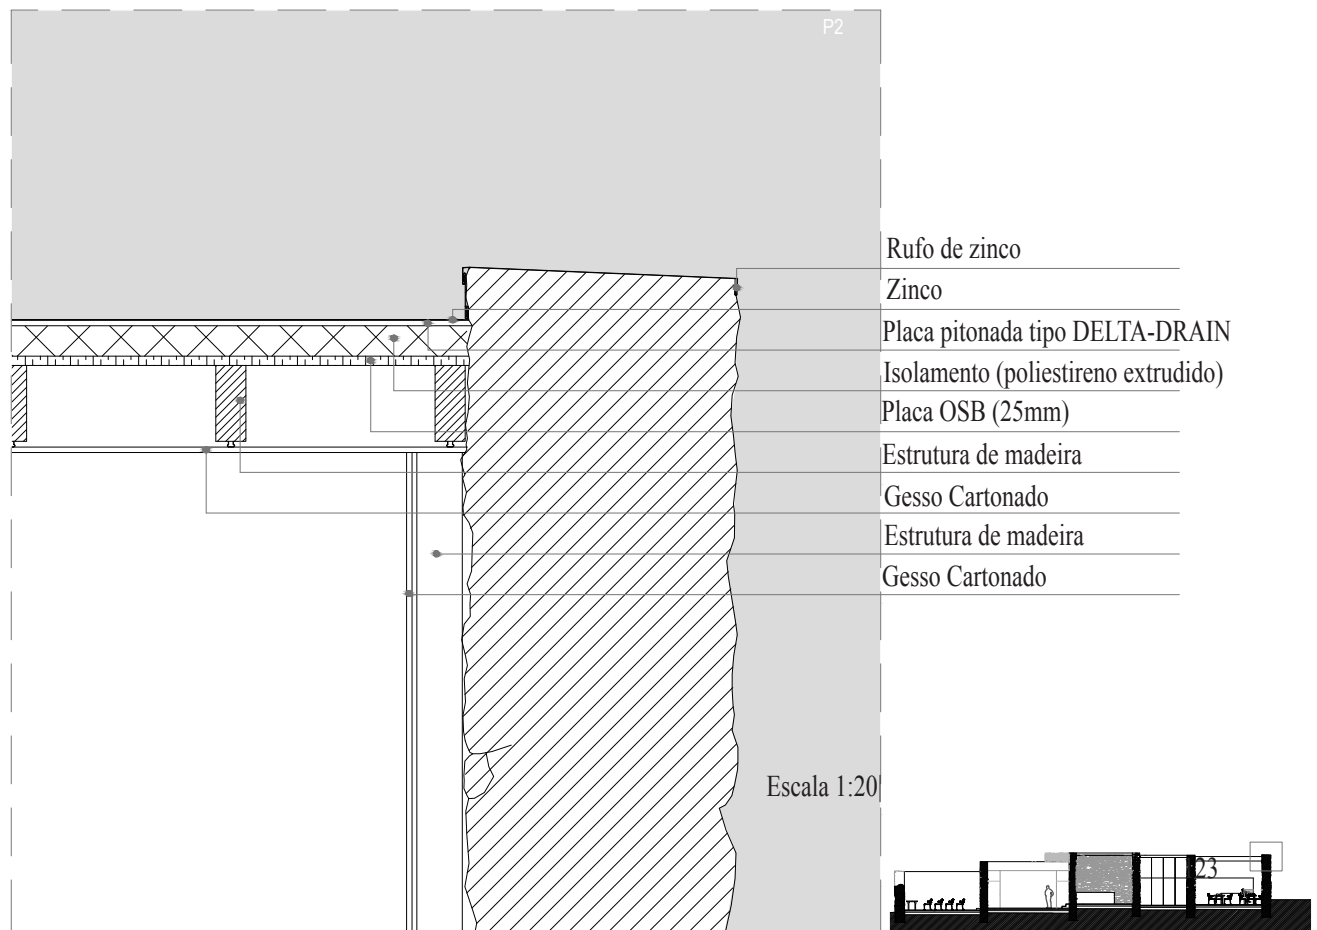 P2
Rufo de zinco
Zinco
Placa pitonada tipo DELTA-DRAIN
Isolamento (poliestireno extrudido)
Placa OSB (25mm)
Estrutura de madeira
Gesso Cartonado
Estrutura de madeira
Gesso Cartonado
Escala 1:20
23